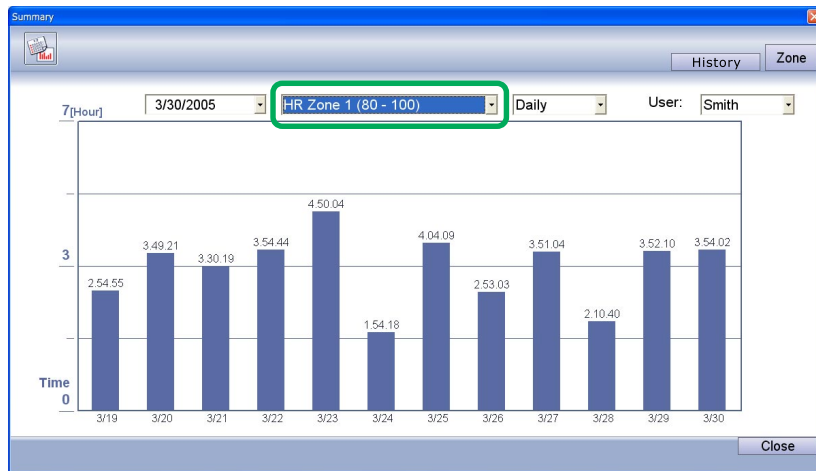 Summary
History
Zone
7[Hour]
3/30/2005
HR Zone 1 (80 - 100)
Daily
User:
Smith
4.50.04
4.04.09
3.49.21
3.54.44
3.51.04
3.52.10
3.54.02
3.30.19
3
2.54.55
2.53.03
2.10.40
1.54.18
Time
0
3/19 3/20 3/21 3/22 3/23 3/24 3/25 3/26 3/27 3/28 3/29 3/30
Close